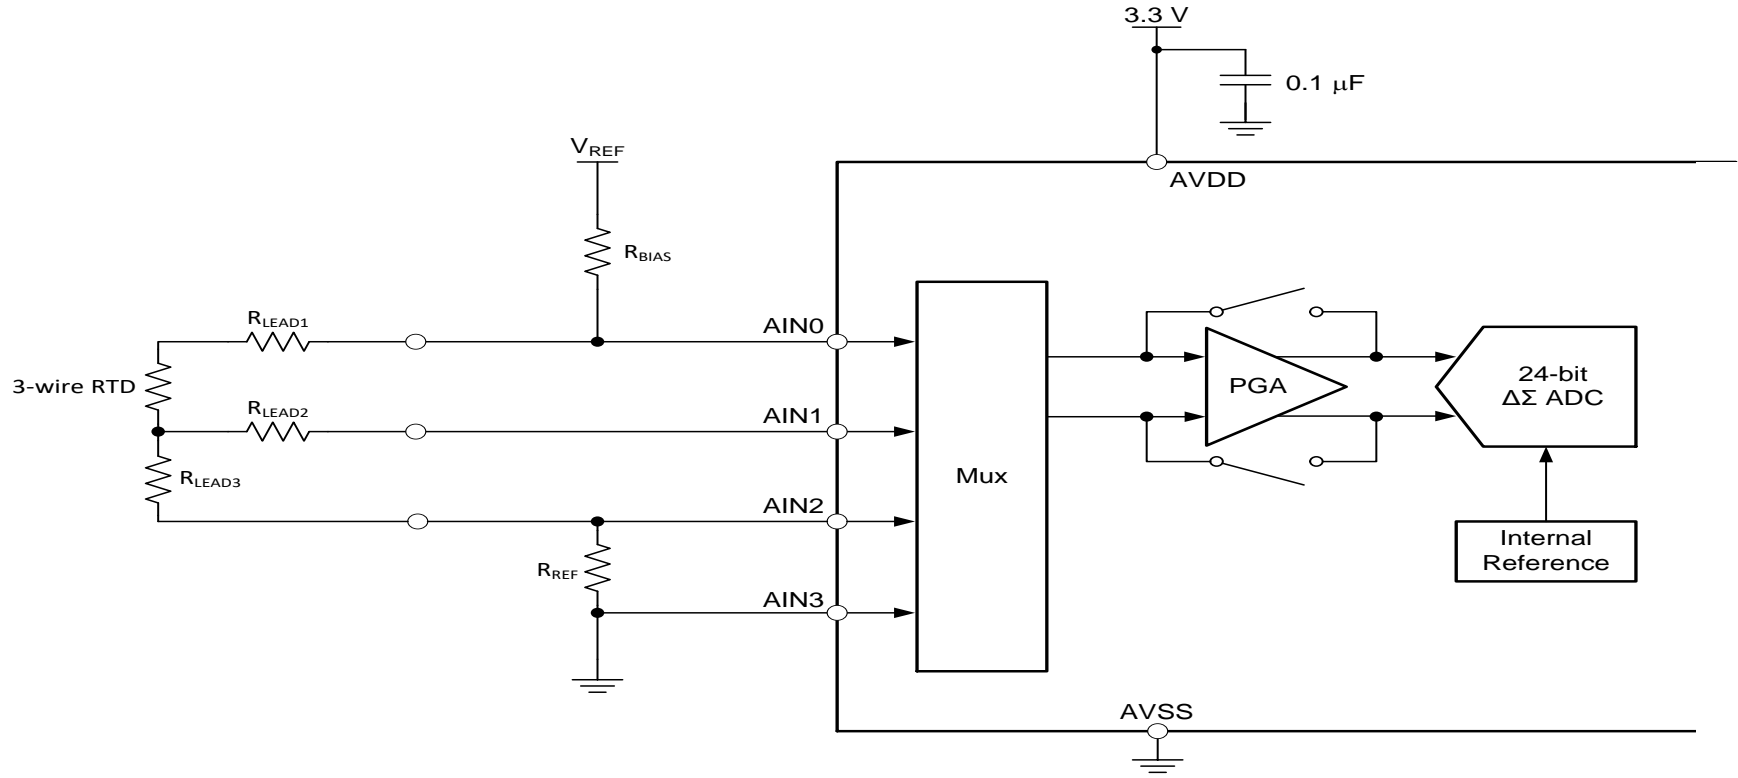 3.3 V
0.1 μF
VREF
AVDD
RBIAS
RLEAD1
AIN0
3-wire RTD
PGA
24-bit
ΔΣ ADC
RLEAD2
AIN1
RLEAD3
Mux
AIN2
Internal
Reference
RREF
AIN3
AVSS